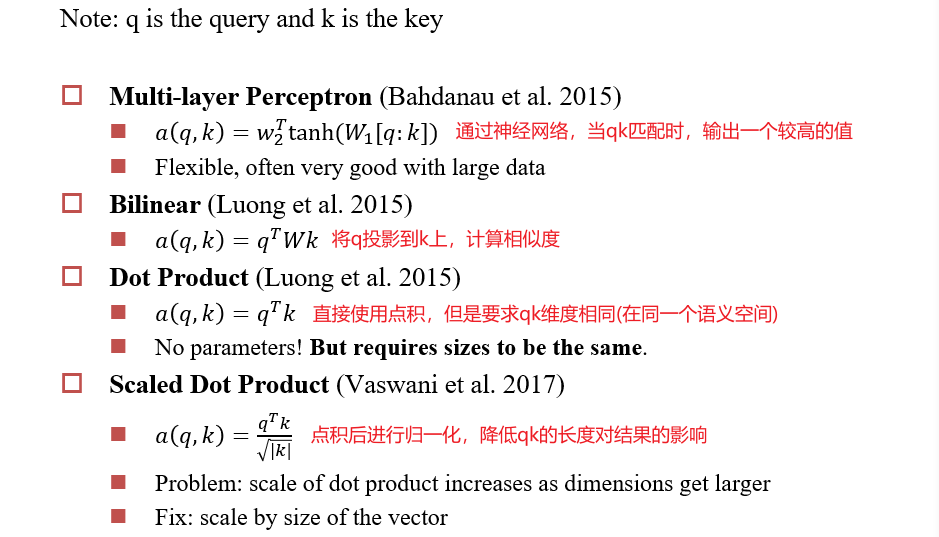 Note: q is the query and k is the key
Multi-layer Perceptron (Bahdanau et al. 2015)
a(q, k) = w₂ᵀtanh(W₁[q: k]) 通过神经网络，当qk匹配时，输出一个较高的值
Flexible, often very good with large data
Bilinear (Luong et al. 2015)
a(q, k) = qᵀWk 将q投影到k上，计算相似度
Dot Product (Luong et al. 2015)
a(q, k) = qᵀk 直接使用点积，但是要求qk维度相同(在同一个语义空间)
No parameters! But requires sizes to be the same.
Scaled Dot Product (Vaswani et al. 2017)
a(q, k) = qᵀk / √|k| 点积后进行归一化，降低qk的长度对结果的影响
Problem: scale of dot product increases as dimensions get larger
Fix: scale by size of the vector